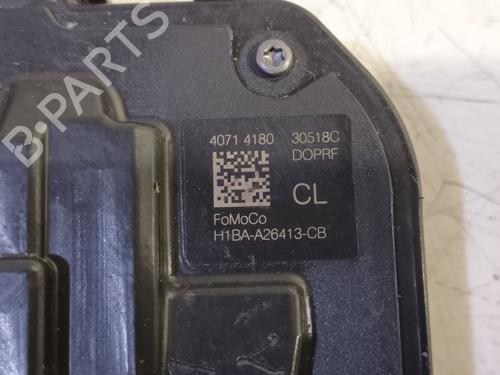 B-PARTS
4071 4180 30518C
DOPRF
CL
FoMoCo
H1BA-A26413-CB